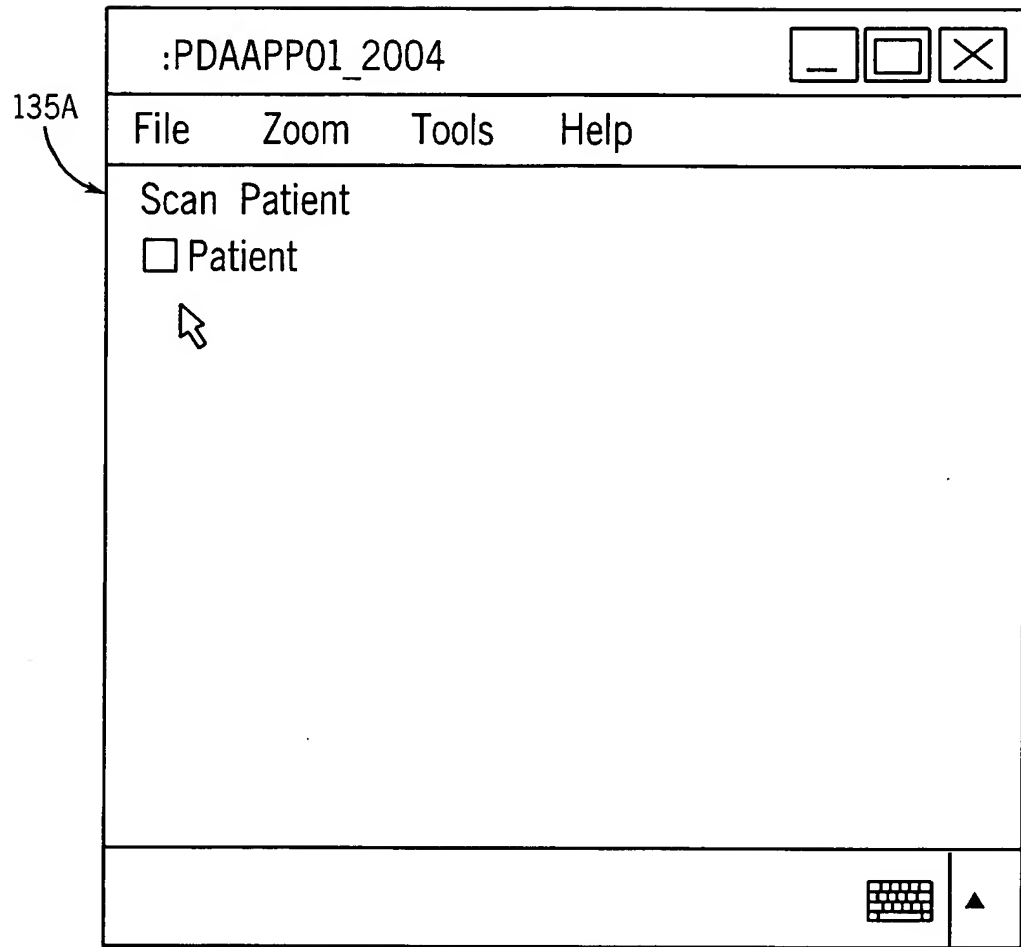 :PDAAPP01_2004
135A
File Zoom Tools Help
Scan Patient
Patient